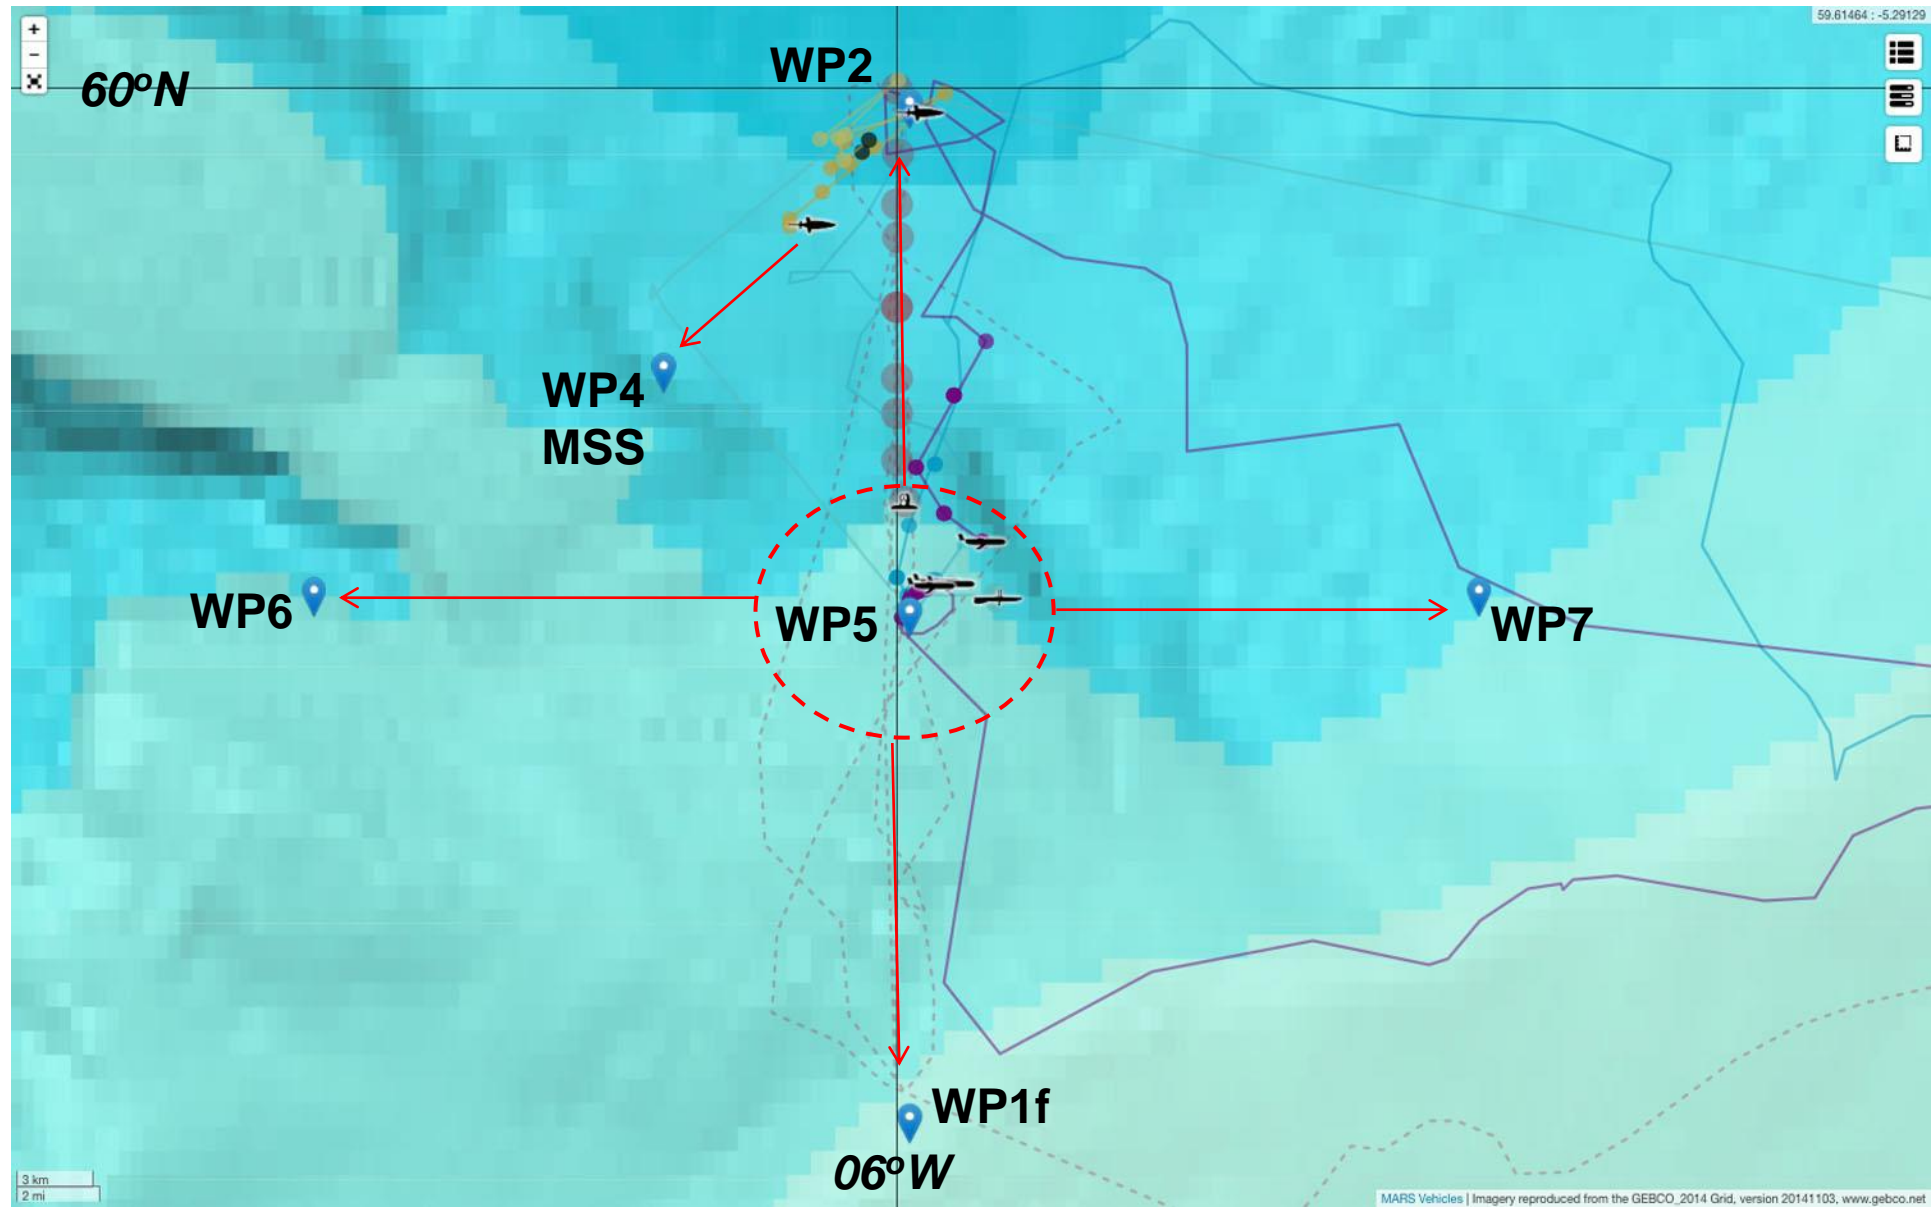 +
59.61464 : -5.29129
−
WP2
60ºN
WP4
MSS
WP6
WP5
WP7
WP1f
06ºW
3 km
2 mi
MARS Vehicles | Imagery reproduced from the GEBCO_2014 Grid, version 20141103, www.gebco.net